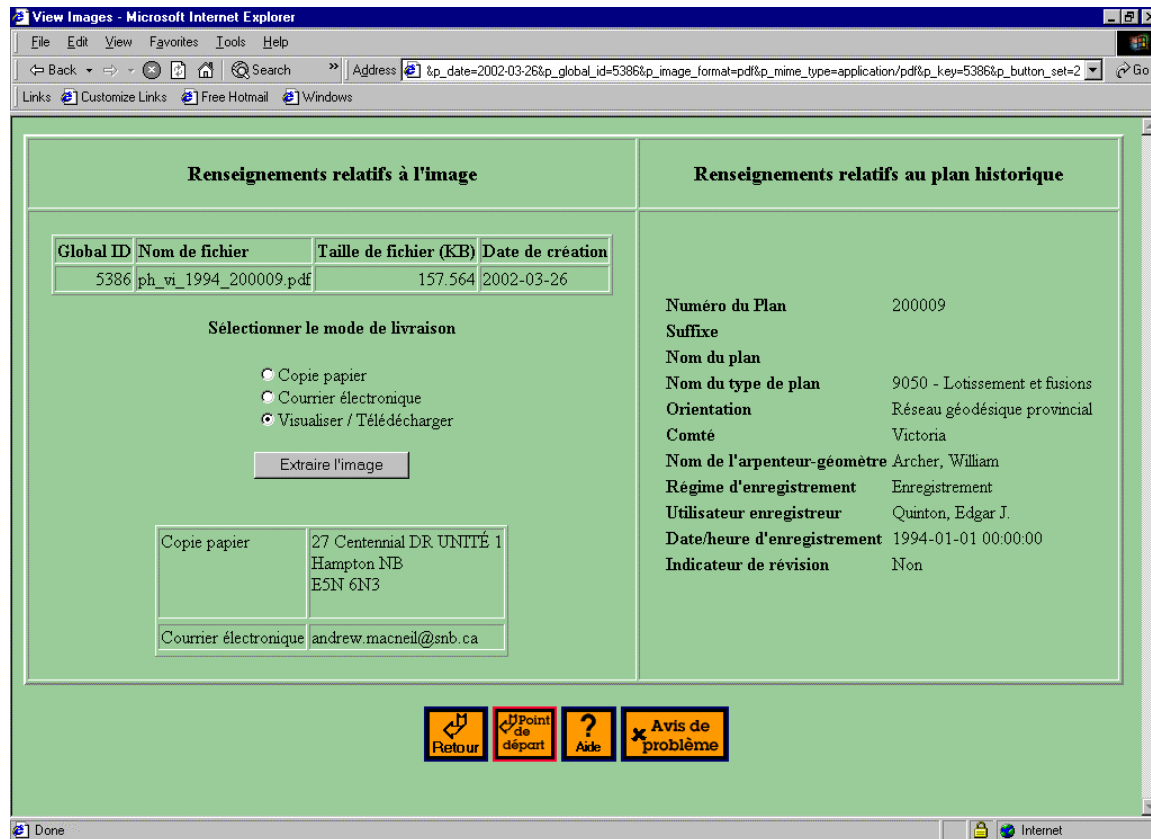 View Images - Microsoft Internet Explorer
File Edit View Favorites Tools Help
Back Search » Address &p_date=2002-03-26&p_global_id=5386&p_image_format=pdf&p_mime_type=application/pdf&p_key=5386&p_button_set=2 Go
Links Customize Links Free Hotmail Windows
Renseignements relatifs à l'image
Global ID Nom de fichier Taille de fichier (KB) Date de création
5386 ph_vi_1994_200009.pdf 157.564 2002-03-26
Sélectionner le mode de livraison
Copie papier
Courrier électronique
Visualiser / Télédécharger
Extraire l'image
Copie papier 27 Centennial DR UNITÉ 1
Hampton NB
E5N 6N3
Courrier électronique andrew.macneil@snb.ca
Renseignements relatifs au plan historique
Numéro du Plan 200009
Suffixe
Nom du plan
Nom du type de plan 9050 - Lotissement et fusions
Orientation Réseau géodésique provincial
Comté Victoria
Nom de l'arpenteur-géomètre Archer, William
Régime d'enregistrement Enregistrement
Utilisateur enregistreur Quinton, Edgar J.
Date/heure d'enregistrement 1994-01-01 00:00:00
Indicateur de révision Non
Retour
Point
de
départ
? Aide
Avis de
problème
Done Internet